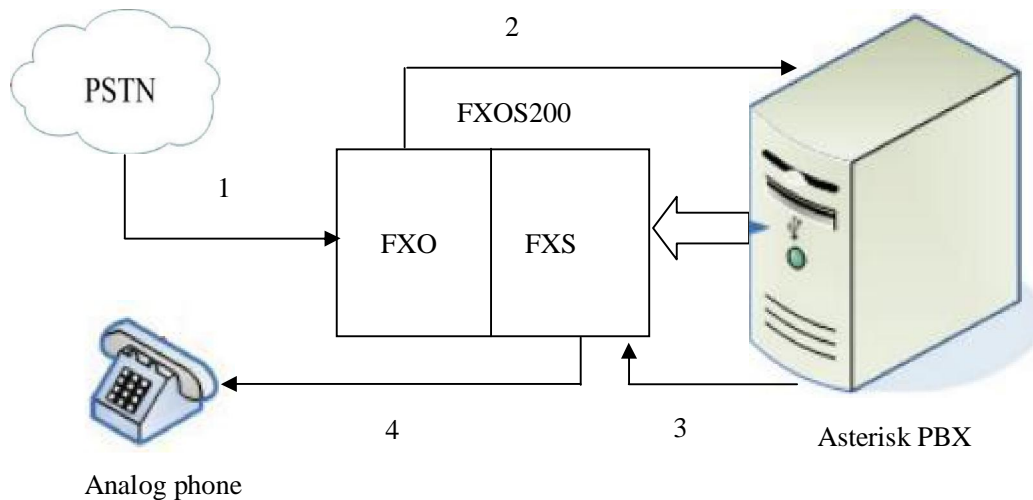 2
PSTN
FXOS200
1
FXO
FXS
4
3
Asterisk PBX
Analog phone